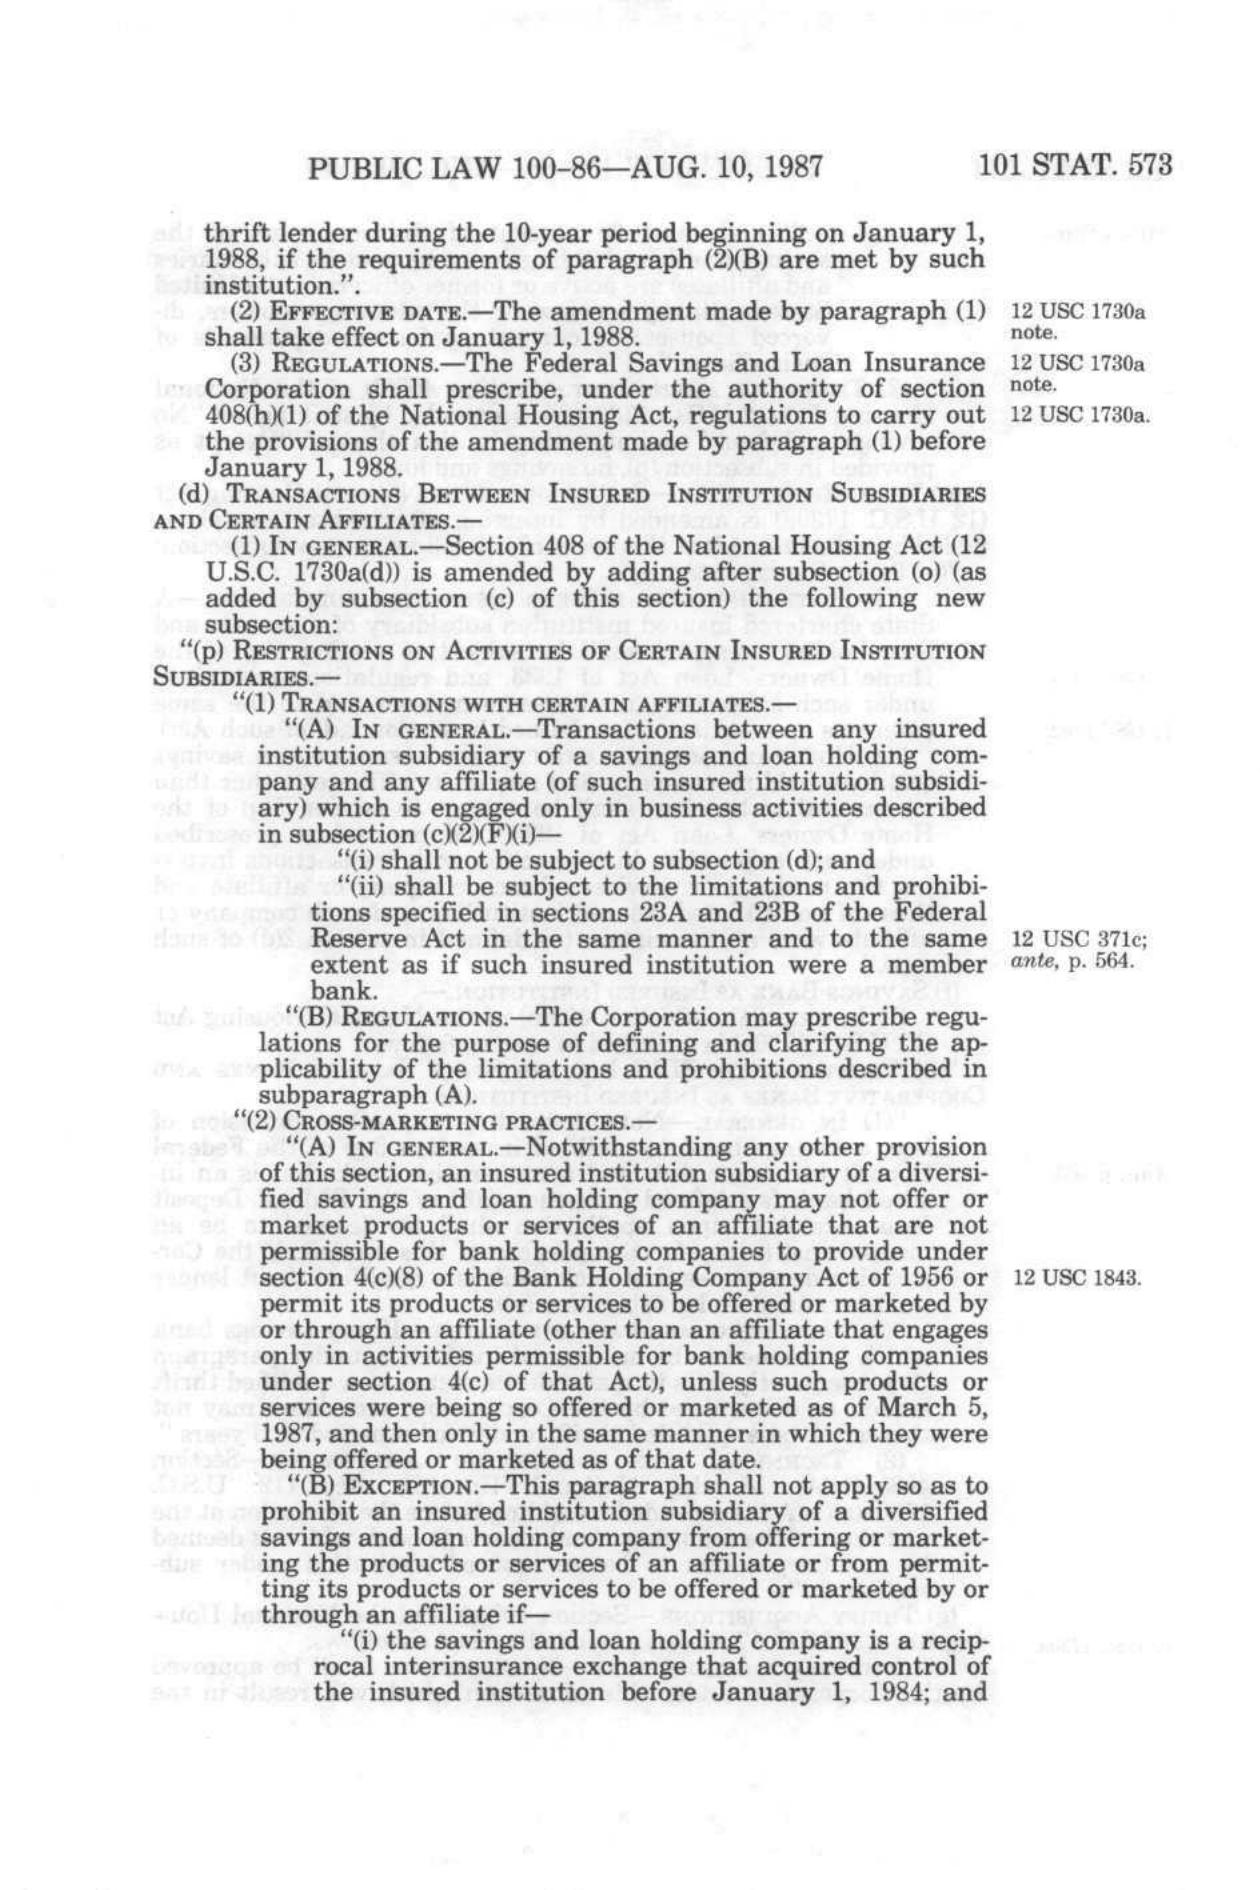 PUBLIC LAW 100–86—AUG. 10, 1987 101 STAT. 573
thrift lender during the 10-year period beginning on January 1,
1988, if the requirements of paragraph (2)(B) are met by such
institution.”.
(2) EFFECTIVE DATE.—The amendment made by paragraph (1)
shall take effect on January 1, 1988.
12 USC 1730a
note.
(3) REGULATIONS.—The Federal Savings and Loan Insurance
Corporation shall prescribe, under the authority of section
408(h)(1) of the National Housing Act, regulations to carry out
the provisions of the amendment made by paragraph (1) before
January 1, 1988.
12 USC 1730a
note.
12 USC 1730a.
(d) TRANSACTIONS BETWEEN INSURED INSTITUTION SUBSIDIARIES
AND CERTAIN AFFILIATES.—
(1) IN GENERAL.—Section 408 of the National Housing Act (12
U.S.C. 1730a(d)) is amended by adding after subsection (o) (as
added by subsection (c) of this section) the following new
subsection:
“(p) RESTRICTIONS ON ACTIVITIES OF CERTAIN INSURED INSTITUTION
SUBSIDIARIES.—
“(1) TRANSACTIONS WITH CERTAIN AFFILIATES.—
“(A) IN GENERAL.—Transactions between any insured
institution subsidiary of a savings and loan holding com-
pany and any affiliate (of such insured institution subsidi-
ary) which is engaged only in business activities described
in subsection (c)(2)(F)(i)—
“(i) shall not be subject to subsection (d); and
“(ii) shall be subject to the limitations and prohibi-
tions specified in sections 23A and 23B of the Federal
Reserve Act in the same manner and to the same
extent as if such insured institution were a member
bank.
12 USC 371c;
ante, p. 564.
“(B) REGULATIONS.—The Corporation may prescribe regu-
lations for the purpose of defining and clarifying the ap-
plicability of the limitations and prohibitions described in
subparagraph (A).
“(2) CROSS-MARKETING PRACTICES.—
“(A) IN GENERAL.—Notwithstanding any other provision
of this section, an insured institution subsidiary of a diversi-
fied savings and loan holding company may not offer or
market products or services of an affiliate that are not
permissible for bank holding companies to provide under
section 4(c)(8) of the Bank Holding Company Act of 1956 or
permit its products or services to be offered or marketed by
or through an affiliate (other than an affiliate that engages
only in activities permissible for bank holding companies
under section 4(c) of that Act), unless such products or
services were being so offered or marketed as of March 5,
1987, and then only in the same manner in which they were
being offered or marketed as of that date.
12 USC 1843.
“(B) EXCEPTION.—This paragraph shall not apply so as to
prohibit an insured institution subsidiary of a diversified
savings and loan holding company from offering or market-
ing the products or services of an affiliate or from permit-
ting its products or services to be offered or marketed by or
through an affiliate if—
“(i) the savings and loan holding company is a recip-
rocal interinsurance exchange that acquired control of
the insured institution before January 1, 1984; and